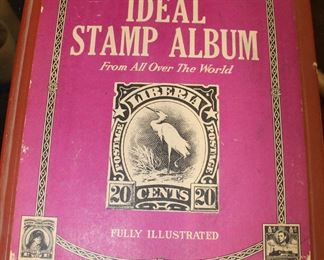 IDEAL
STAMP ALBUM
From All Over The World
LIBERIA
POSTAGE
POSTAGE
20 CENTS 20
FULLY ILLUSTRATED